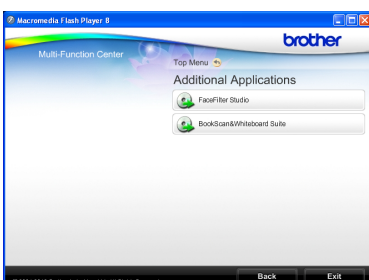 Macromedia Flash Player 8
brother
Multi-Function Center
Top Menu
Additional Applications
FaceFilter Studio
BookScan&Whiteboard Suite
Back
Exit